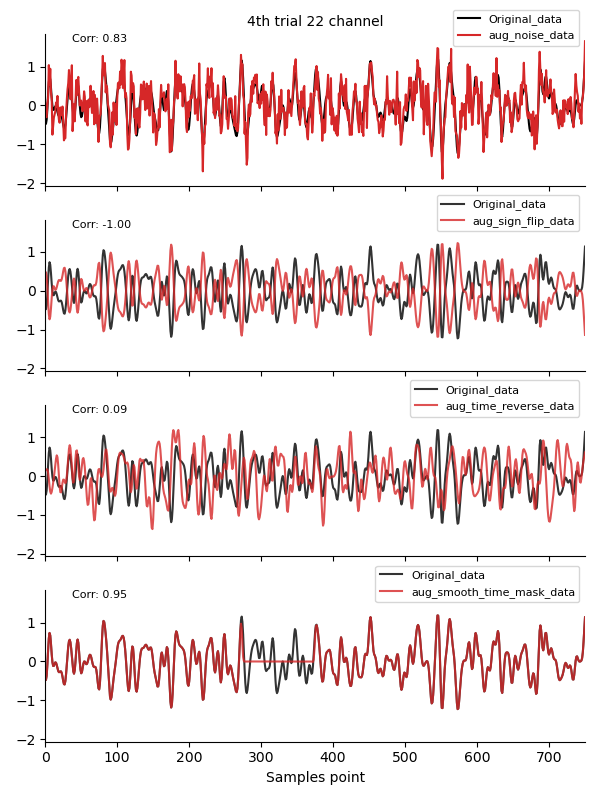 4th trial 22 channel
Corr: 0.83
Original_data
aug_noise_data
1
0
−1
−2
Corr: -1.00
Original_data
aug_sign_flip_data
1
0
−1
−2
Corr: 0.09
Original_data
aug_time_reverse_data
1
0
−1
−2
Corr: 0.95
Original_data
aug_smooth_time_mask_data
1
0
−1
−2
0 100 200 300 400 500 600 700
Samples point